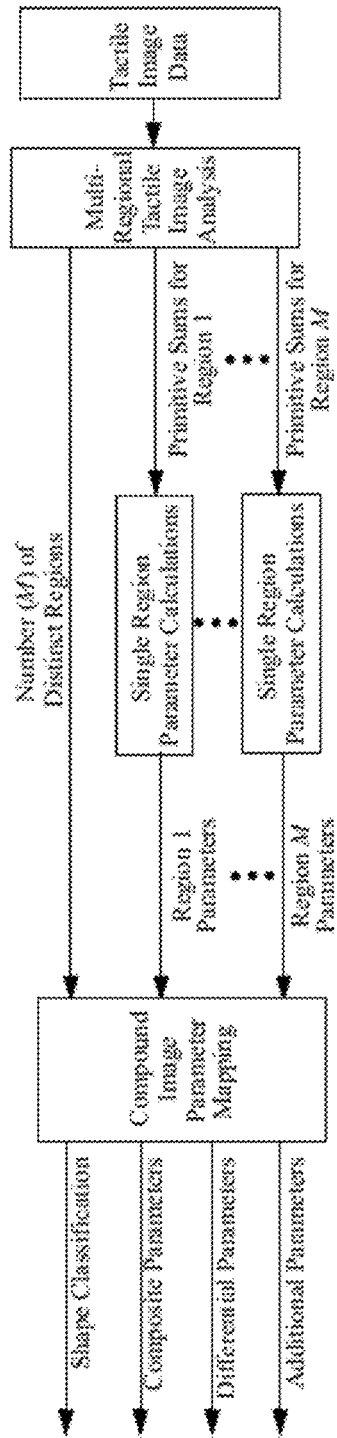 Tactile
Image
Data
Multi-
Regional
Tactile
Image
Analysis
Number (M) of
Distinct Regions
Primitive Sums for
Region 1
Primitive Sums for
Region M
Single Region
Parameter Calculations
Single Region
Parameter Calculations
Region 1
Parameters
Region M
Parameters
Compound
Image
Parameter
Mapping
Shape Classification
Composite Parameters
Differential Parameters
Additional Parameters